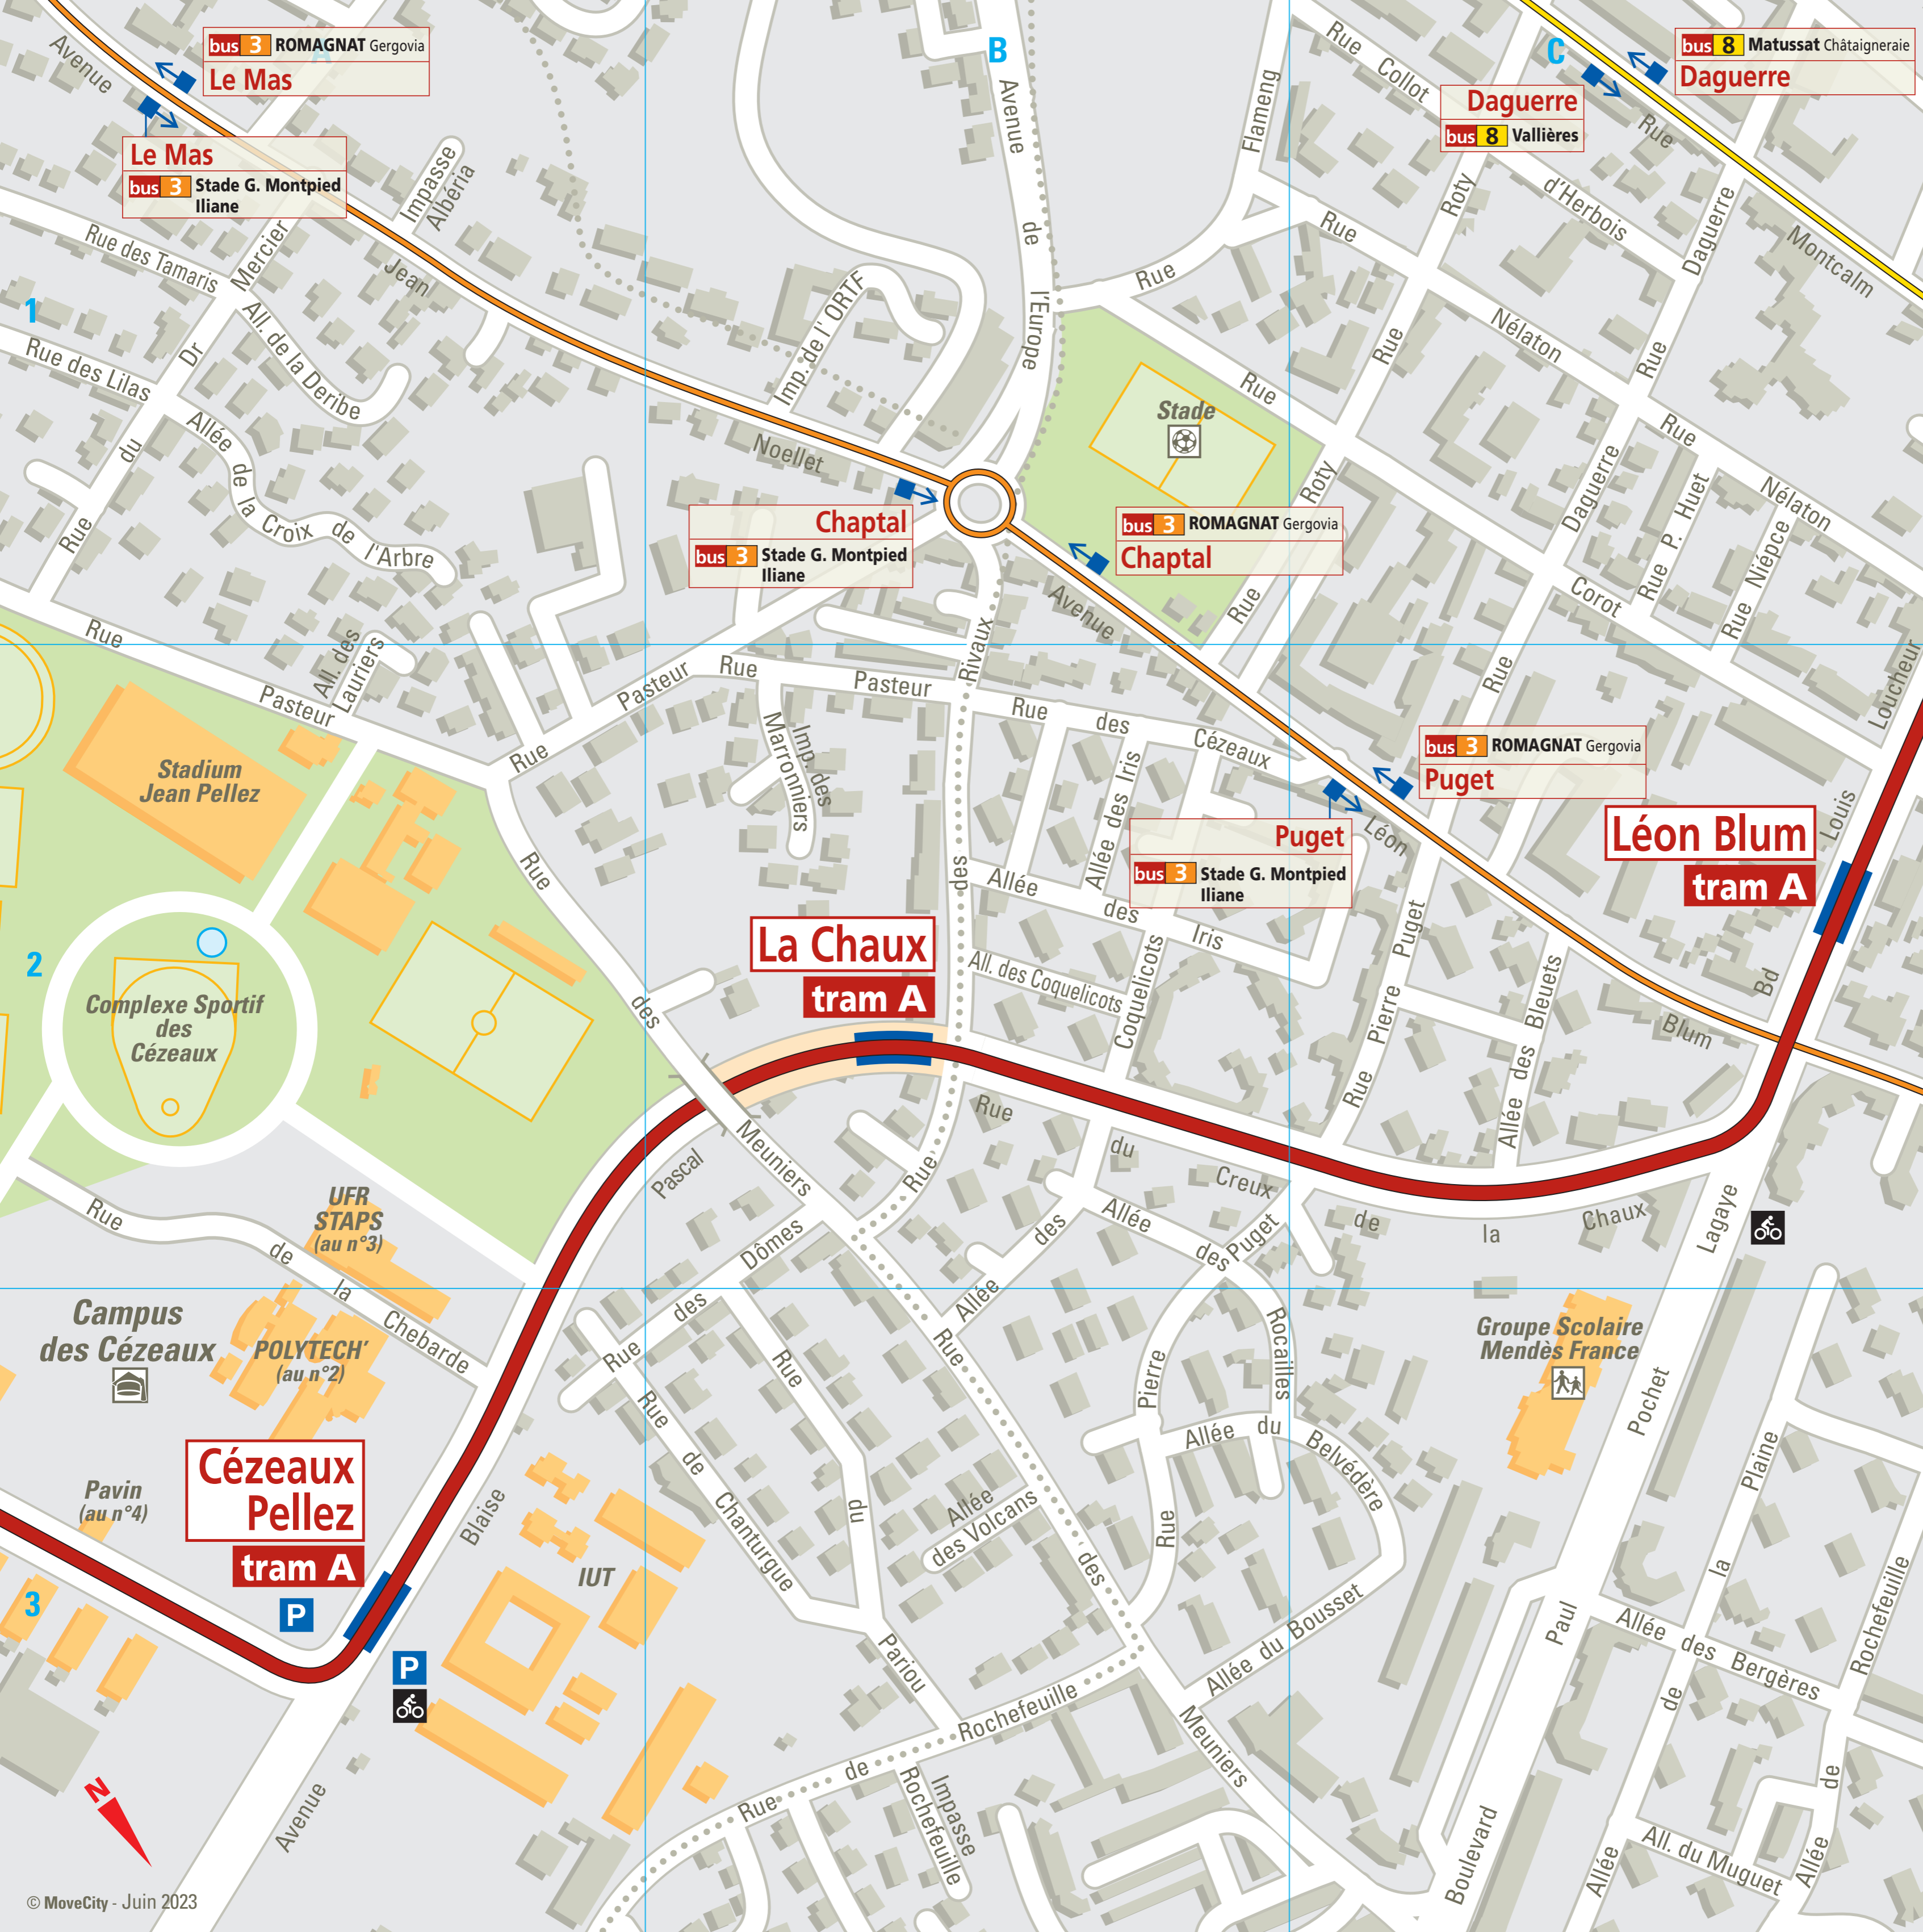 A
B
C
1
2
3
bus 3 ROMAGNAT Gergovia
Le Mas
Le Mas
bus 3 Stade G. Montpied
Iliane
bus 8 Matussat Châtaigneraie
Daguerre
Daguerre
bus 8 Vallières
Chaptal
bus 3 Stade G. Montpied
Iliane
bus 3 ROMAGNAT Gergovia
Chaptal
bus 3 ROMAGNAT Gergovia
Puget
Puget
bus 3 Stade G. Montpied
Iliane
Léon Blum
tram A
La Chaux
tram A
Cézeaux
Pellez
tram A
P
P
Avenue
Jean
Noellet
Impasse
Albéria
Rue des Tamaris
Rue des Lilas
Rue du Dr Mercier
All. de la Deribe
Allée de la Croix de l'Arbre
Imp. de l'ORTF
Avenue de l'Europe
Rue Flameng
Rue Collot d'Herbois
Rue Montcalm
Rue Roty
Rue Roty
Rue Daguerre
Rue Daguerre
Rue Nélaton
Rue Nélaton
Rue Corot
Rue P. Huet
Rue Niépce
Stade
Avenue Léon Blum
Rue Pasteur
Rue Pasteur
Rue Pasteur
All. des
Lauriers
Imp. des
Marronniers
Rue des Rivaux
Rue des Cézeaux
Allée des Iris
Allée des Iris
All. des Coquelicots
Coquelicots
Rue Pierre Puget
Allée des Bleuets
Bd Louis Loucheur
Stadium
Jean Pellez
Complexe Sportif
des
Cézeaux
Rue des Meuniers
Rue du Creux de la Chaux
Rue de la Chebarde
UFR
STAPS
(au n°3)
Campus
des Cézeaux
POLYTECH'
(au n°2)
Pavin
(au n°4)
IUT
Avenue Blaise Pascal
Rue des Dômes
Rue de Chanturgue
Rue du Pariou
Allée
des Volcans
Rue des Meuniers
Allée des
Allée des Rocailles
Rue Pierre Puget
Allée du Belvédère
Allée du Bousset
Groupe Scolaire
Mendès France
Boulevard Paul Pochet Lagaye
Allée de la Plaine
Allée des Bergères
Allée de Rochefeuille
All. du Muguet
Rue de Rochefeuille
Impasse
Rochefeuille
N
© MoveCity - Juin 2023